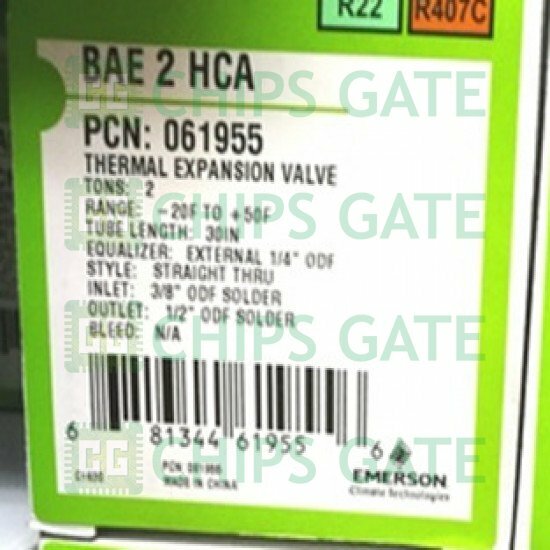 R22 R407C
BAE 2 HCA
CHIPS GATE
PCN: 061955
THERMAL EXPANSION VALVE
TONS: 2
RANGE: -20F TO +50F
CHIPS GATE
TUBE LENGTH: 30IN
EQUALIZER: EXTERNAL 1/4" ODF
STYLE: STRAIGHT THRU
INLET: 3/8" ODF SOLDER
OUTLET: 1/2" ODF SOLDER
BLEED: N/A
CHIPS GATE
6 81344 61955 6
CHIPS GATE
PCN 061955
MADE IN CHINA
EMERSON
Climate Technologies